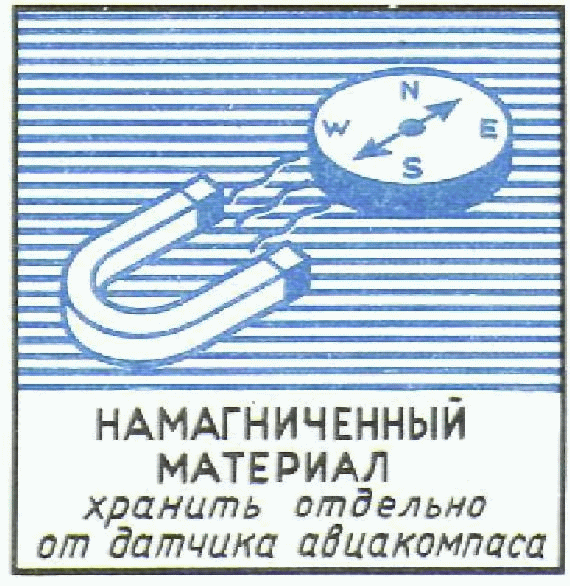 N
W E
S
НАМАГНИЧЕННЫЙ
МАТЕРИАЛ
хранить отдельно
от датчика авиакомпаса